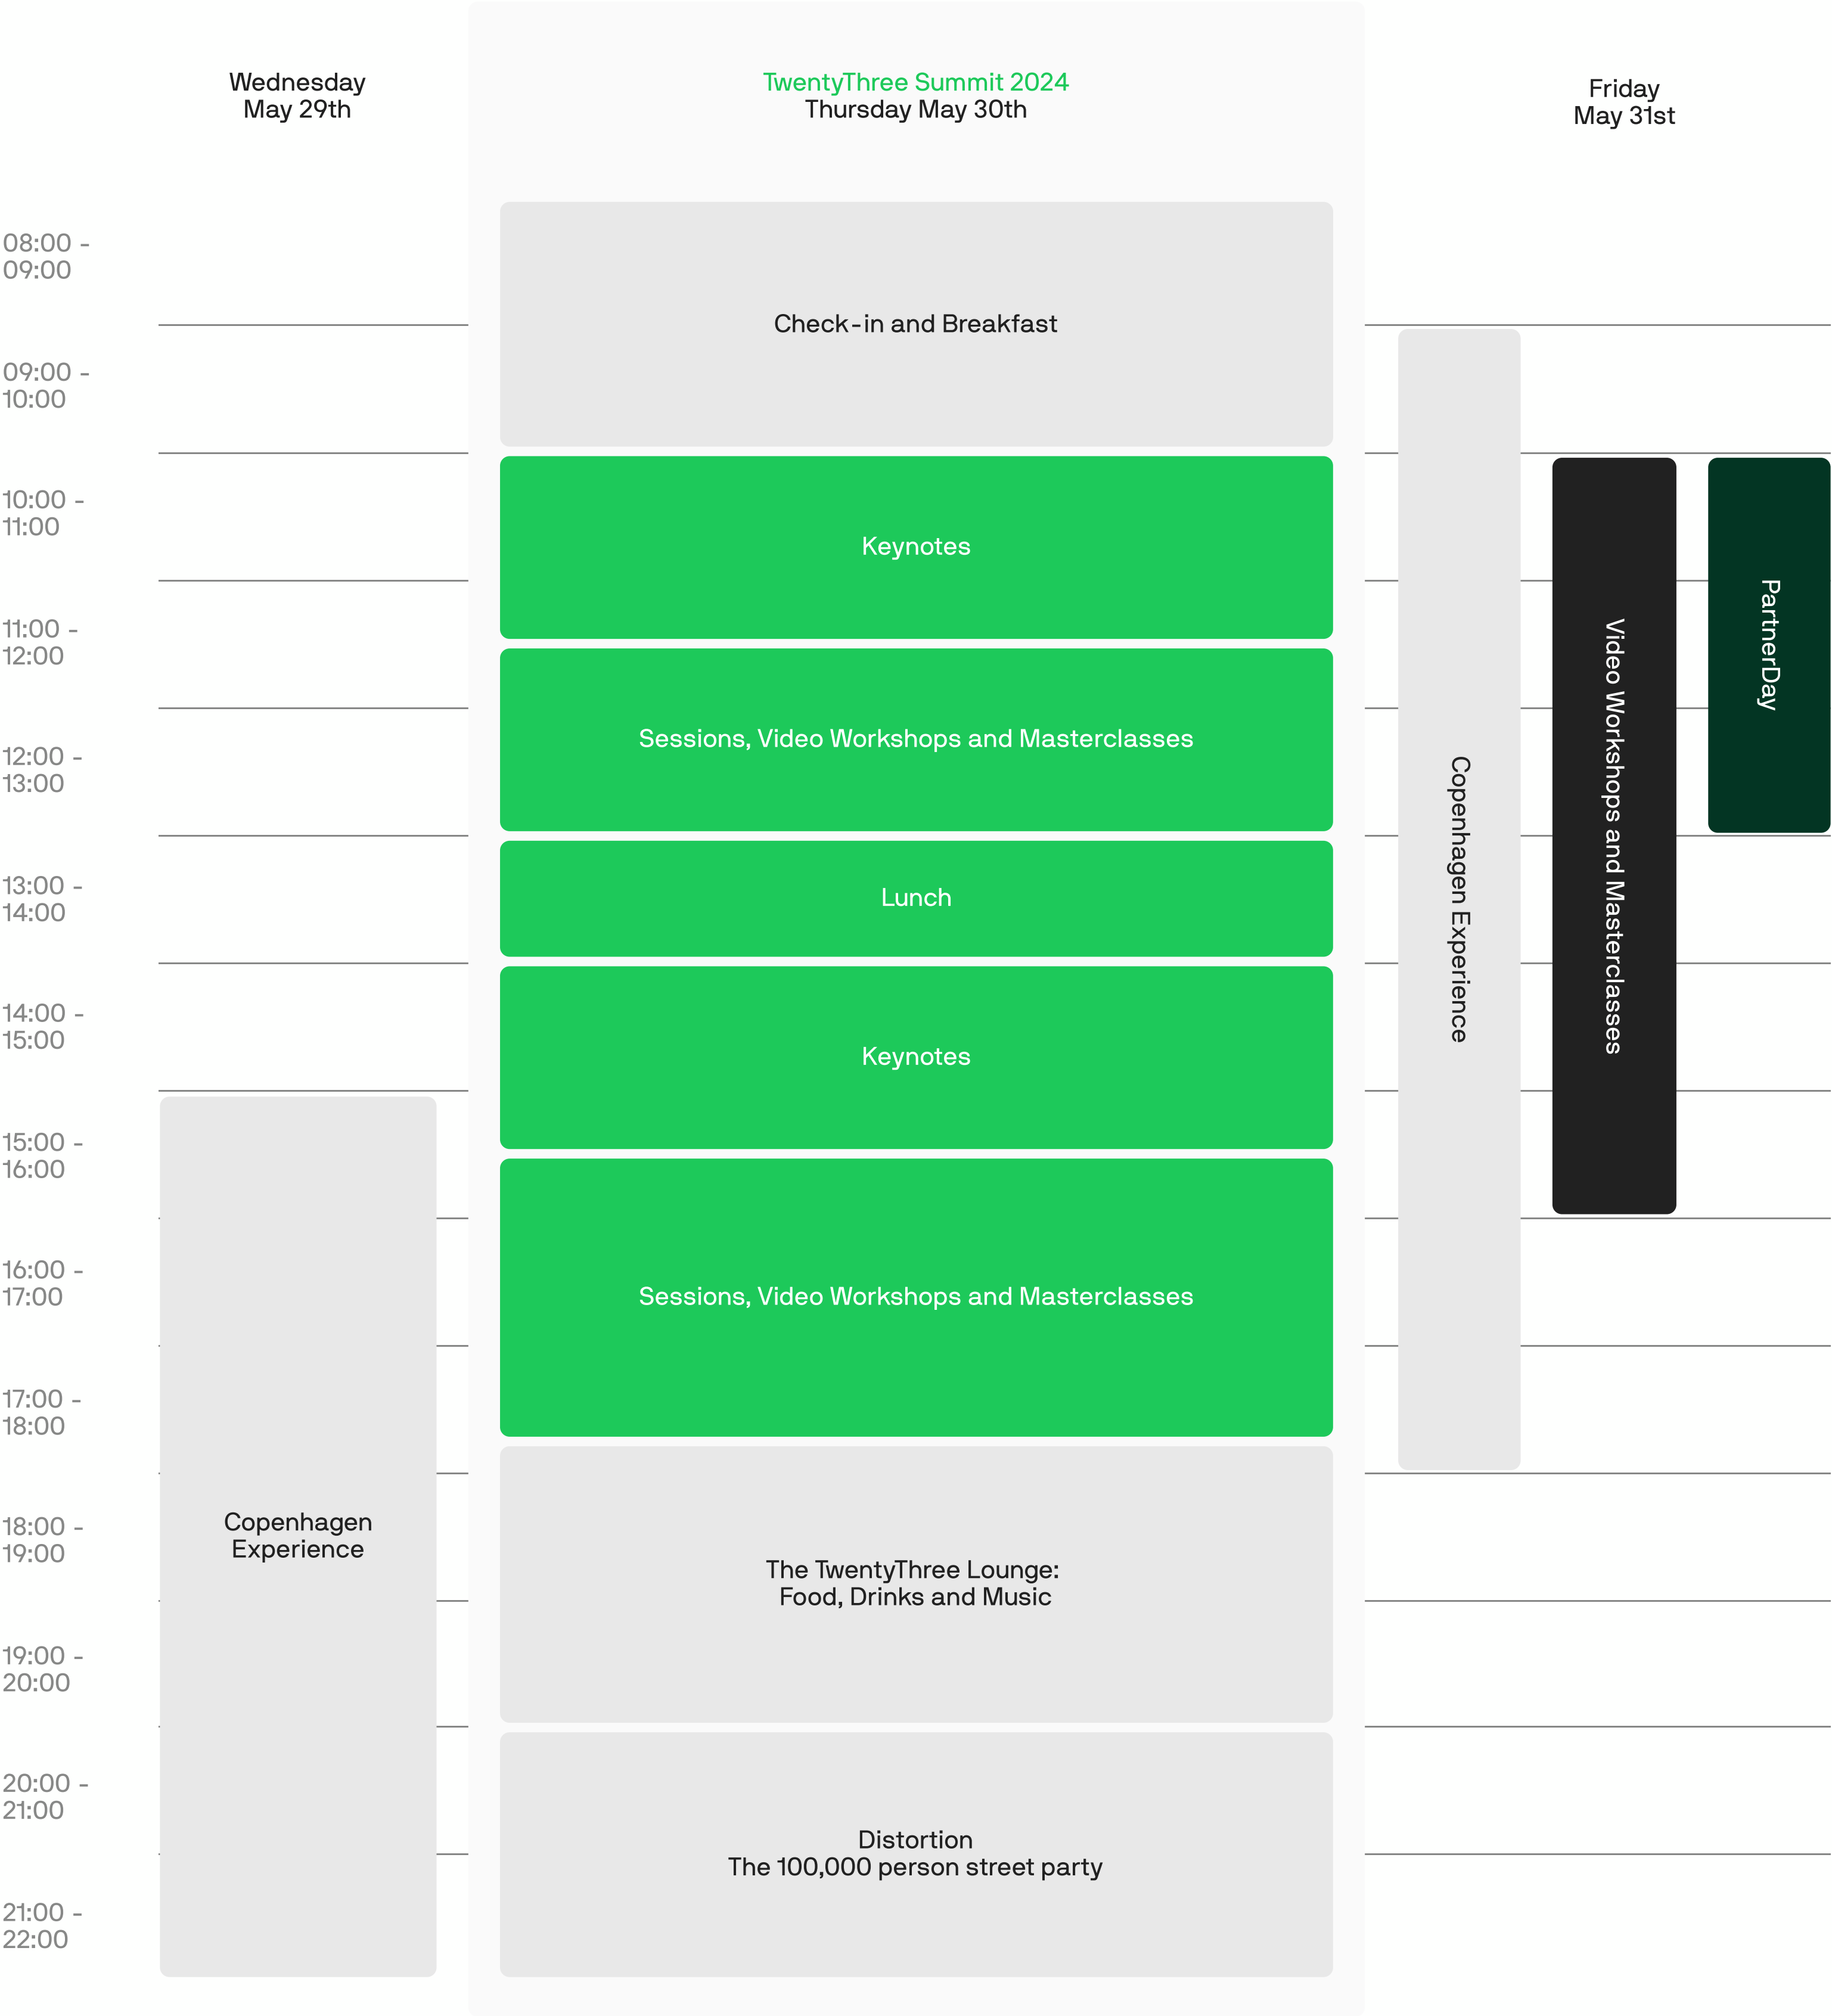 Wednesday
May 29th
TwentyThree Summit 2024
Thursday May 30th
Friday
May 31st
08:00 -
09:00
09:00 -
10:00
10:00 -
11:00
11:00 -
12:00
12:00 -
13:00
13:00 -
14:00
14:00 -
15:00
15:00 -
16:00
16:00 -
17:00
17:00 -
18:00
18:00 -
19:00
19:00 -
20:00
20:00 -
21:00
21:00 -
22:00
Copenhagen
Experience
Check-in and Breakfast
Keynotes
Sessions, Video Workshops and Masterclasses
Lunch
Keynotes
Sessions, Video Workshops and Masterclasses
The TwentyThree Lounge:
Food, Drinks and Music
Distortion
The 100,000 person street party
Copenhagen Experience
Video Workshops and Masterclasses
PartnerDay